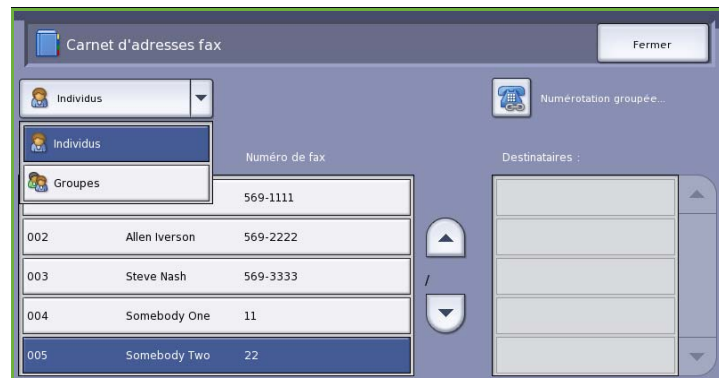 Carnet d'adresses fax
Fermer
Individus
Numérotation groupée...
Individus
Groupes
Numéro de fax
Destinataires :
569-1111
002 Allen Iverson 569-2222
003 Steve Nash 569-3333
/
004 Somebody One 11
005 Somebody Two 22